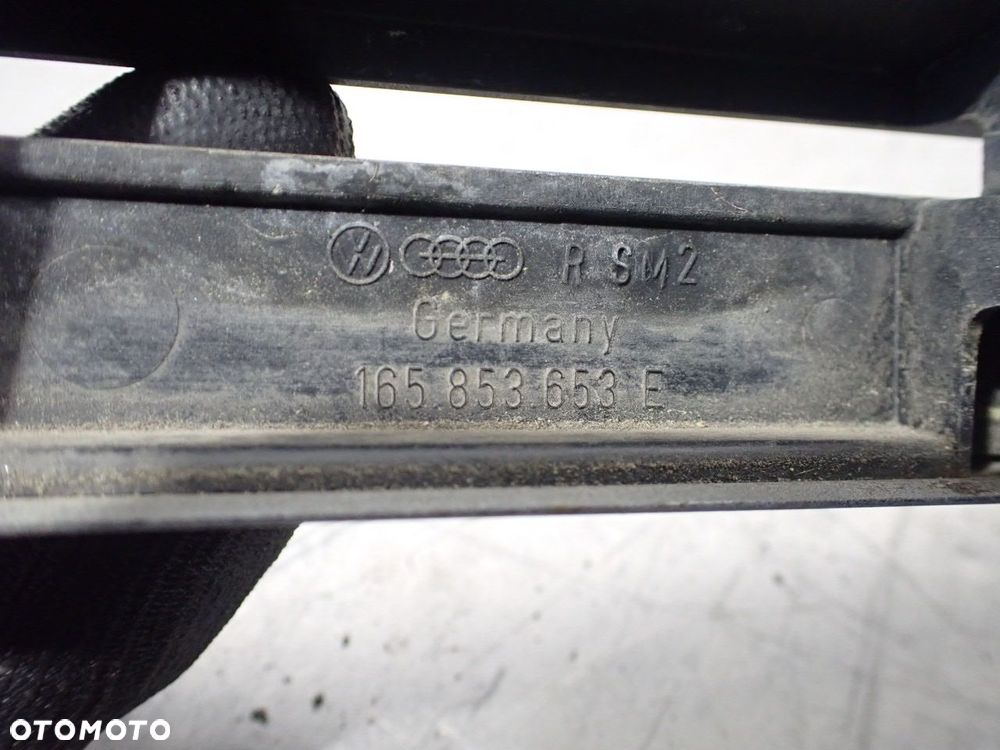 R SM2
Germany
165 853 653 E
OTOMOTO